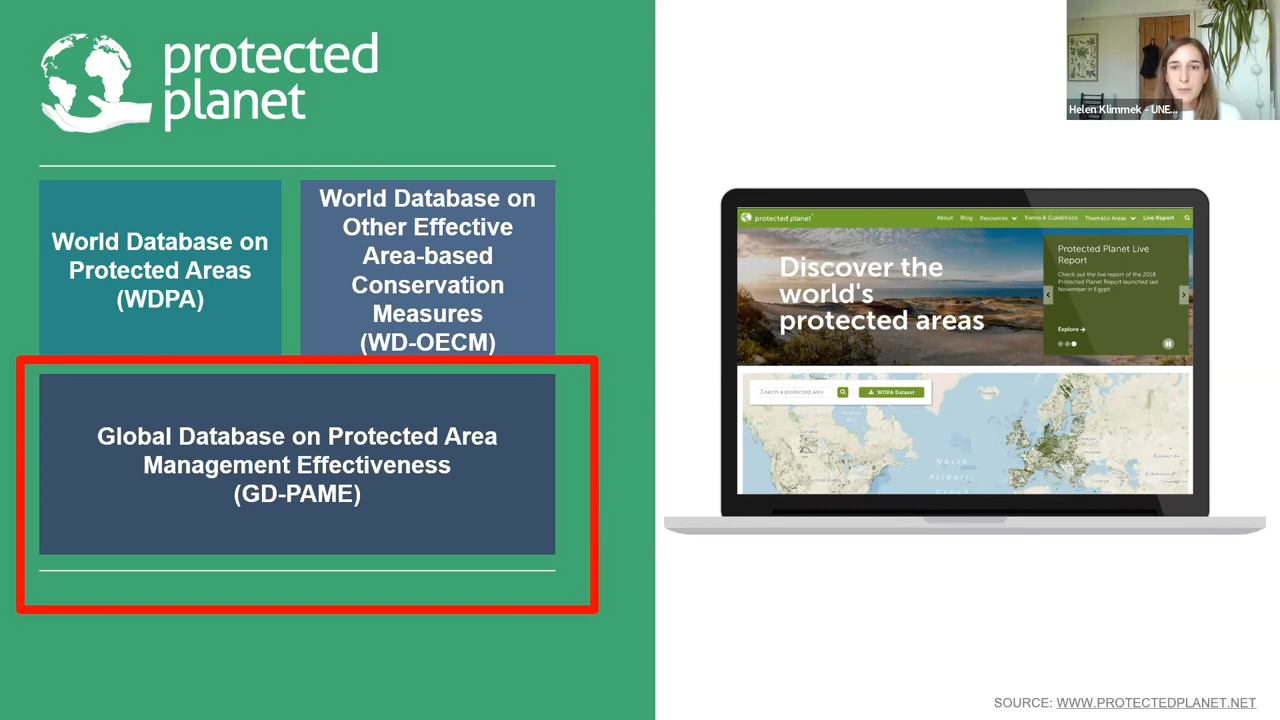 protected
planet
World Database on
Protected Areas
(WDPA)
World Database on
Other Effective
Area-based
Conservation
Measures
(WD-OECM)
Global Database on Protected Area
Management Effectiveness
(GD-PAME)
Helen Klimmek - UNE...
protected planet
About Blog Resources Terms & Conditions Thematic Areas Live Report
Discover the
world's
protected areas
Protected Planet Live
Report
Check out the live report of the 2018
Protected Planet Report launched last
November in Egypt!
Explore
Search a protected area
WDPA Dataset
Canada
North
Atlantic
Türkiye
SOURCE: WWW.PROTECTEDPLANET.NET